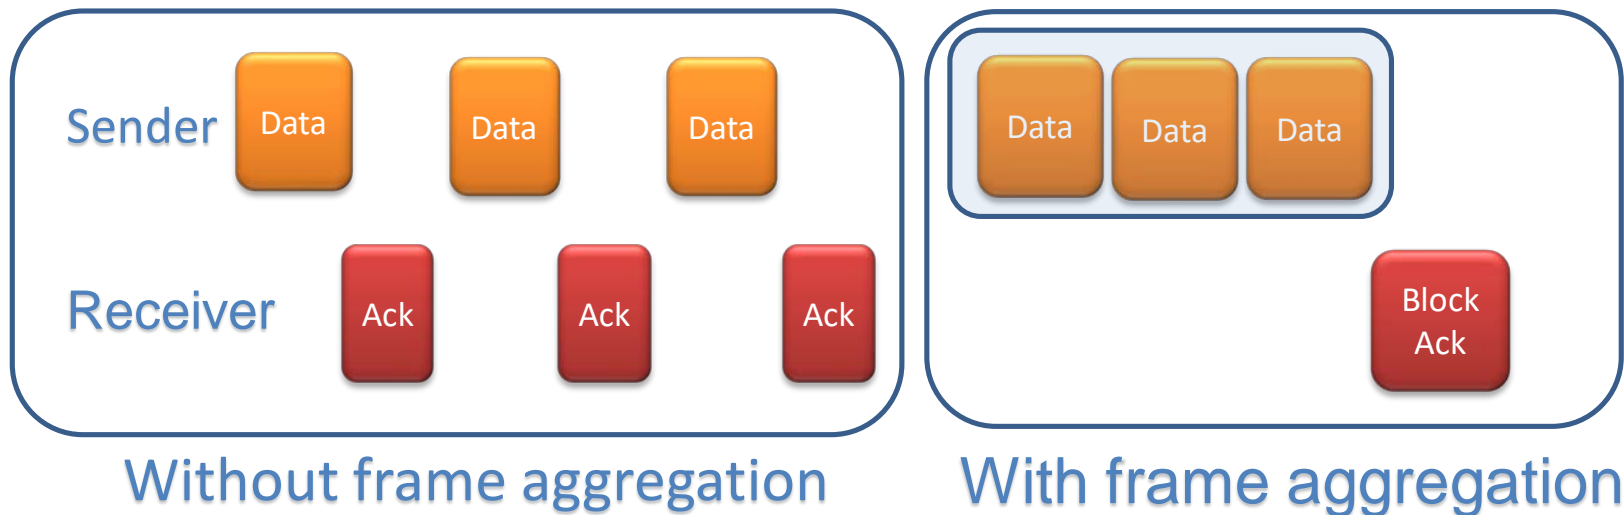 Sender
Data
Data
Data
Receiver
Ack
Ack
Ack
Without frame aggregation
Data
Data
Data
Block
Ack
With frame aggregation